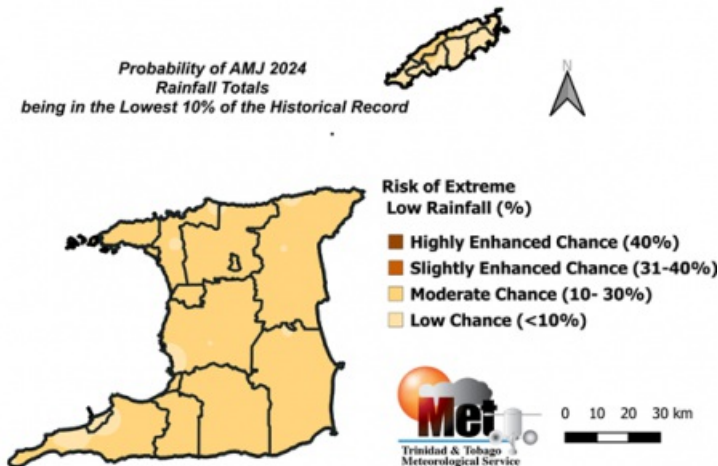 Probability of AMJ 2024
Rainfall Totals
being in the Lowest 10% of the Historical Record
N
Risk of Extreme
Low Rainfall (%)
Highly Enhanced Chance (40%)
Slightly Enhanced Chance (31-40%)
Moderate Chance (10- 30%)
Low Chance (<10%)
Met
Trinidad & Tobago
Meteorological Service
0 10 20 30 km